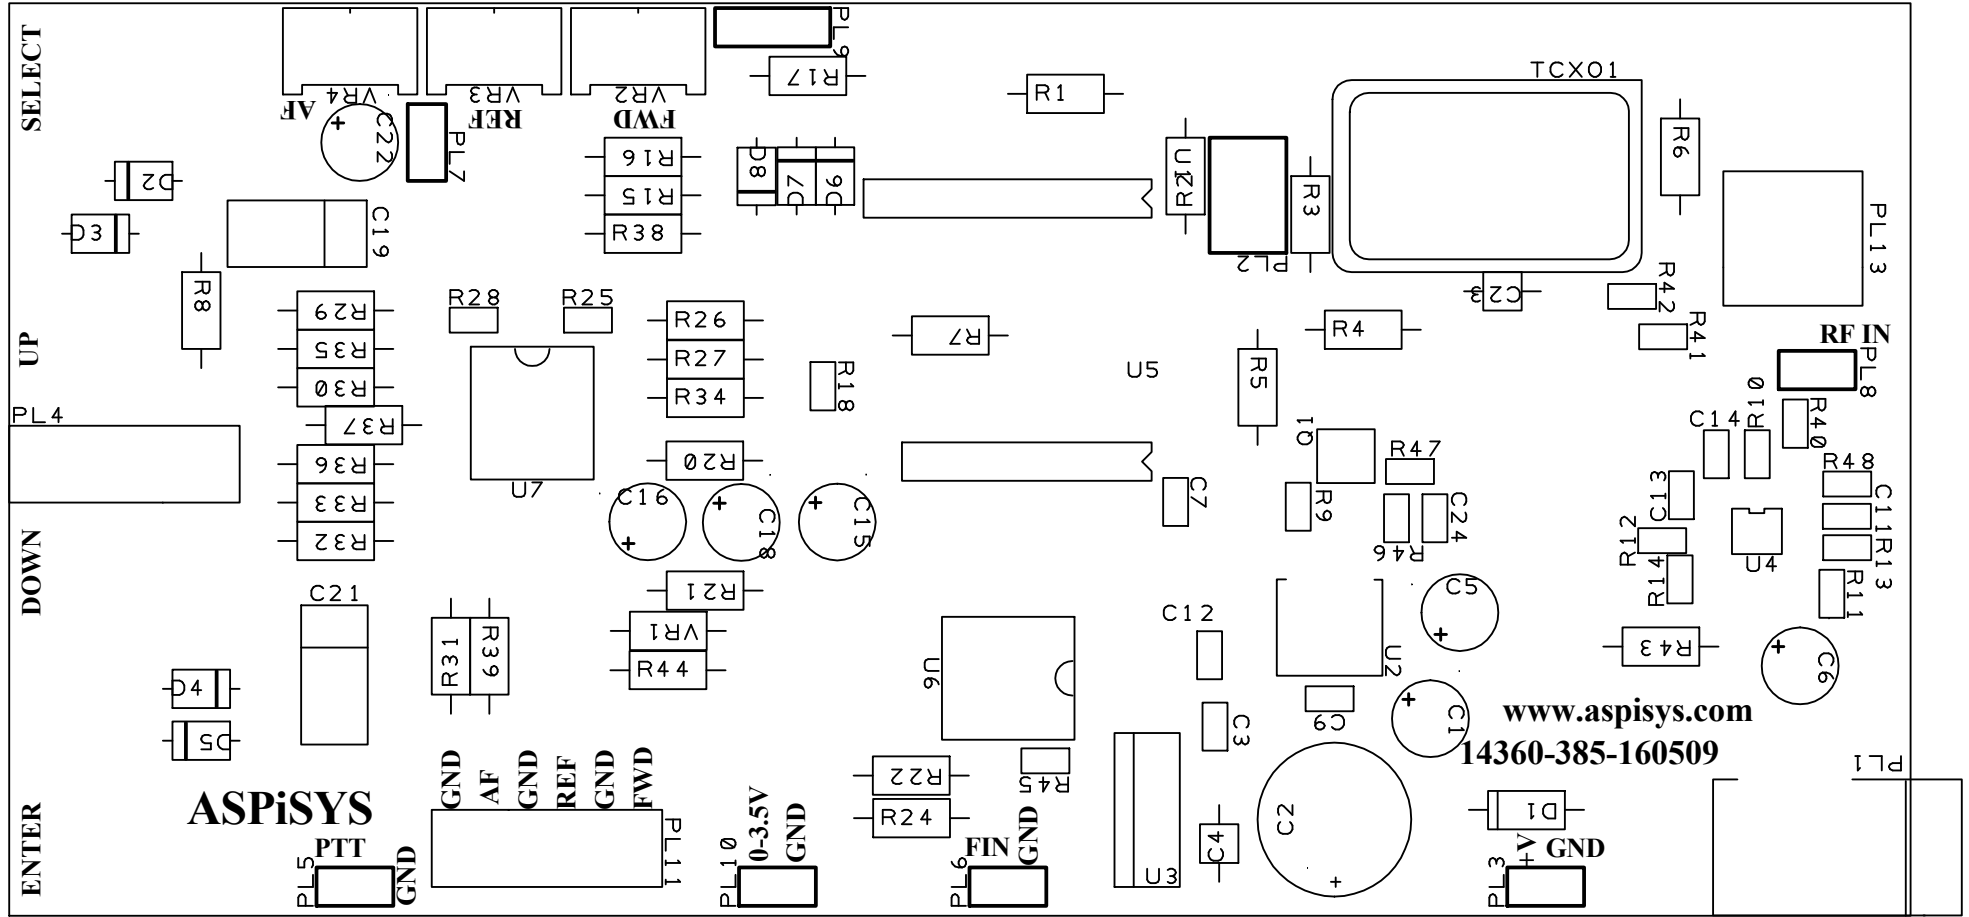 SELECT
AF
VR4
REF
VR3
FWD
VR2
PL9
R17
R1
TCXO1
C22
PL7
R16
R15
R38
D8
D7
D6
U1
R2
PL2
R3
R6
PL13
D2
D3
C19
R8
R29
R35
R30
R37
R36
R33
R32
R28
R25
U7
R26
R27
R34
R20
R18
R7
U5
R4
C23
R42
R41
RF IN
PL8
UP
PL4
R5
Q1
R47
R9
R46
C24
C7
C14
R10
R40
R48
C11
R13
R11
C13
R12
R14
U4
C16
C18
C15
R21
VR1
R44
DOWN
C21
R31
R39
D4
D5
U6
R45
C12
C3
U2
C9
C5
C1
R43
C6
www.aspisys.com
14360-385-160509
PL1
ASPiSYS
ENTER
PTT
GND
PL5
GND
AF
GND
REF
GND
FWD
PL11
0-3.5V
GND
PL10
R22
R24
FIN
GND
PL6
U3
C4
C2
D1
+V
GND
PL3